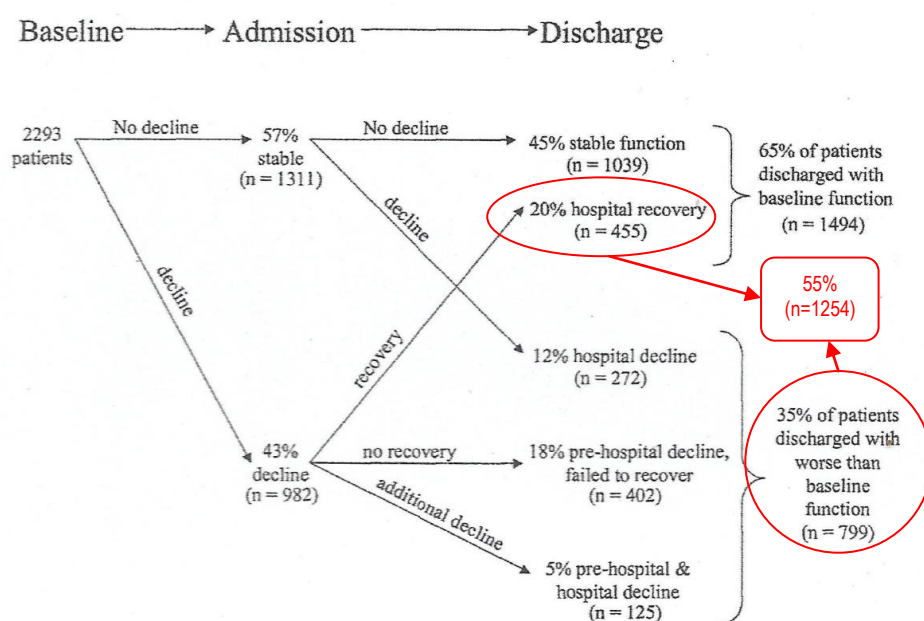 Baseline
Admission
Discharge
2293
patients
No decline
57%
stable
(n = 1311)
No decline
45% stable function
(n = 1039)
65% of patients
discharged with
baseline function
(n = 1494)
decline
20% hospital recovery
(n = 455)
55%
(n=1254)
decline
recovery
12% hospital decline
(n = 272)
35% of patients
discharged with
worse than
baseline
function
(n = 799)
43%
decline
(n = 982)
no recovery
18% pre-hospital decline,
failed to recover
(n = 402)
additional decline
5% pre-hospital &
hospital decline
(n = 125)